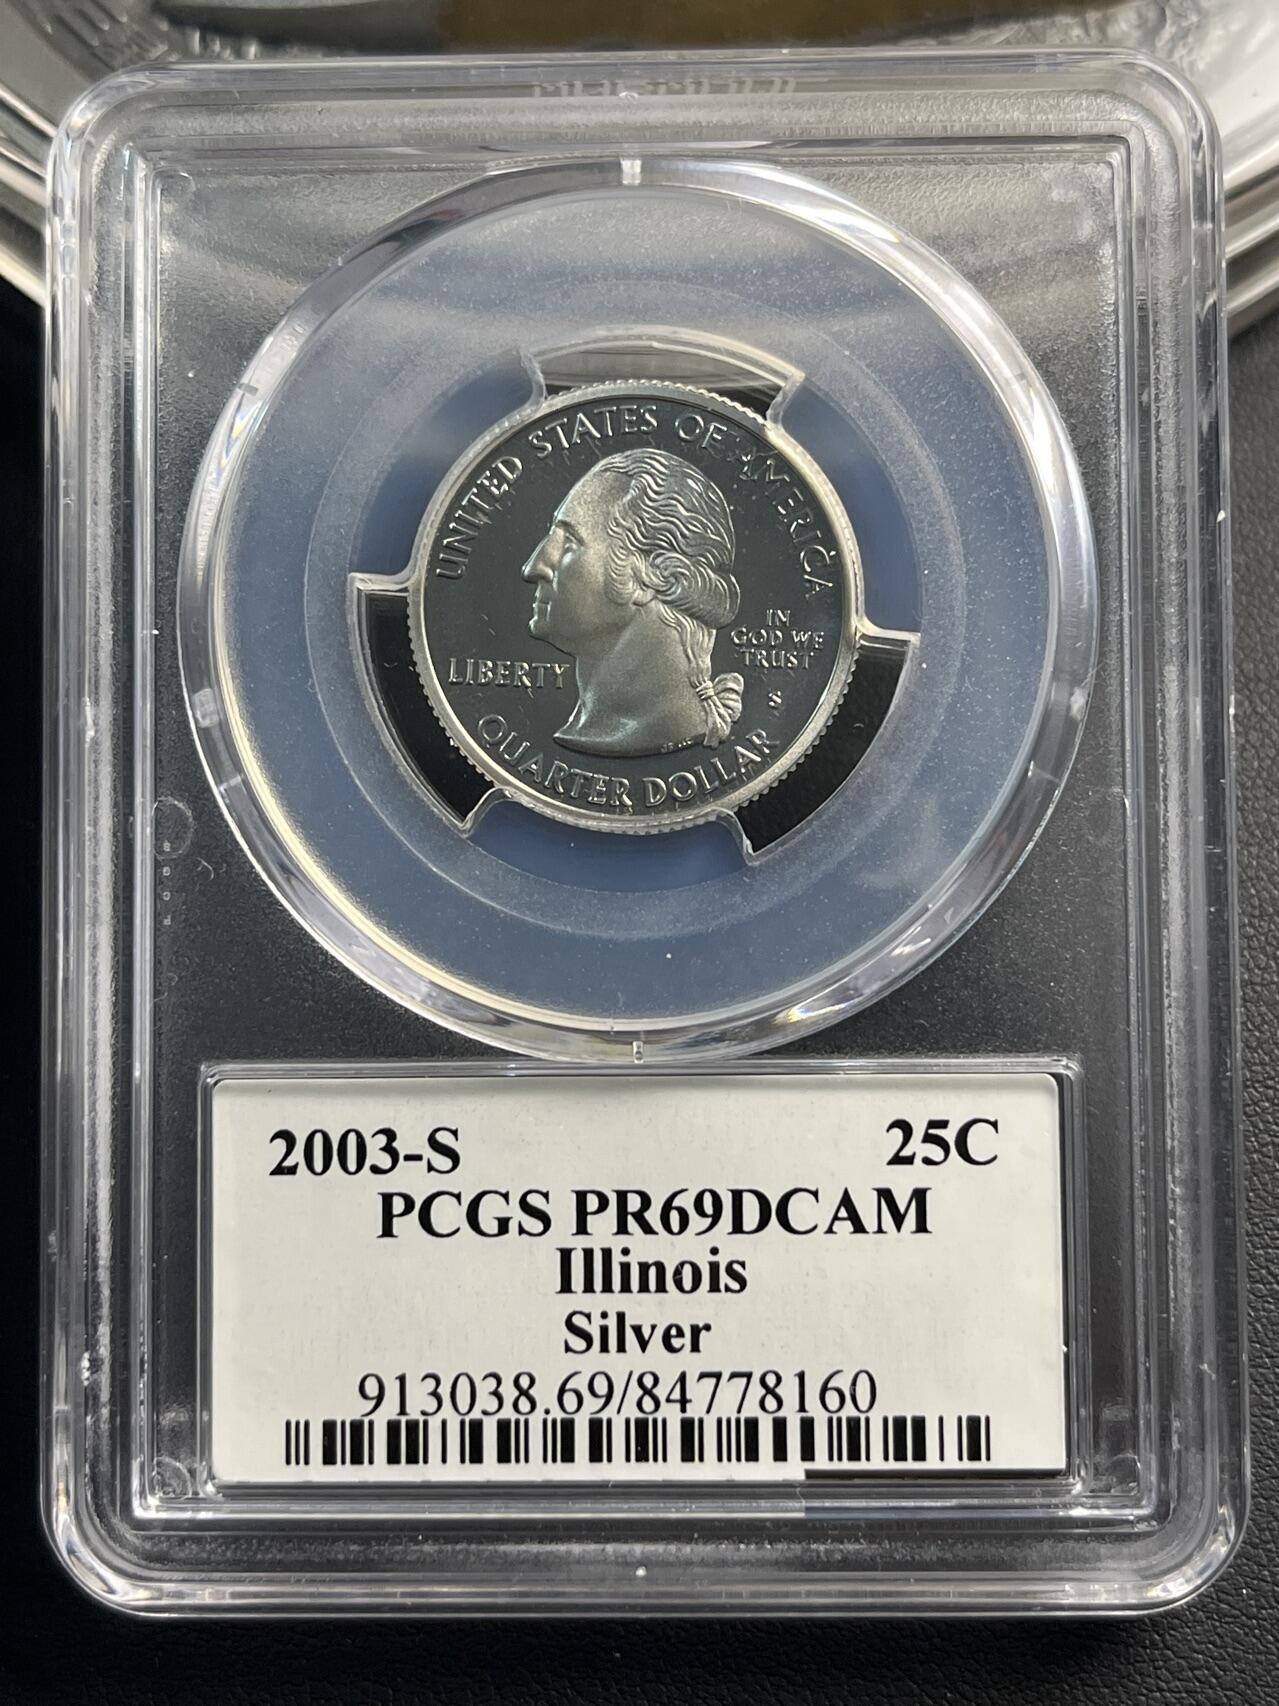 UNITED STATES OF AMERICA
LIBERTY
IN
GOD WE
TRUST
S
QUARTER DOLLAR
2003-S 25C
PCGS PR69DCAM
Illinois
Silver
913038.69/84778160